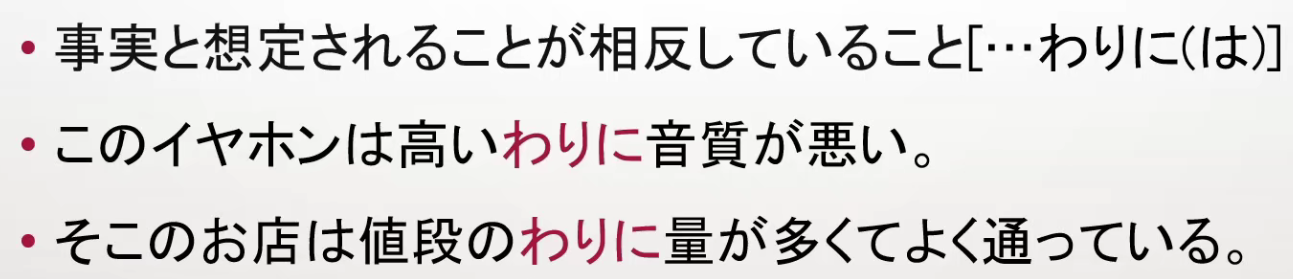 • 事実と想定されることが相反していること[…わりに(は)]
• このイヤホンは高いわりに音質が悪い。
• そこのお店は値段のわりに量が多くてよく通っている。